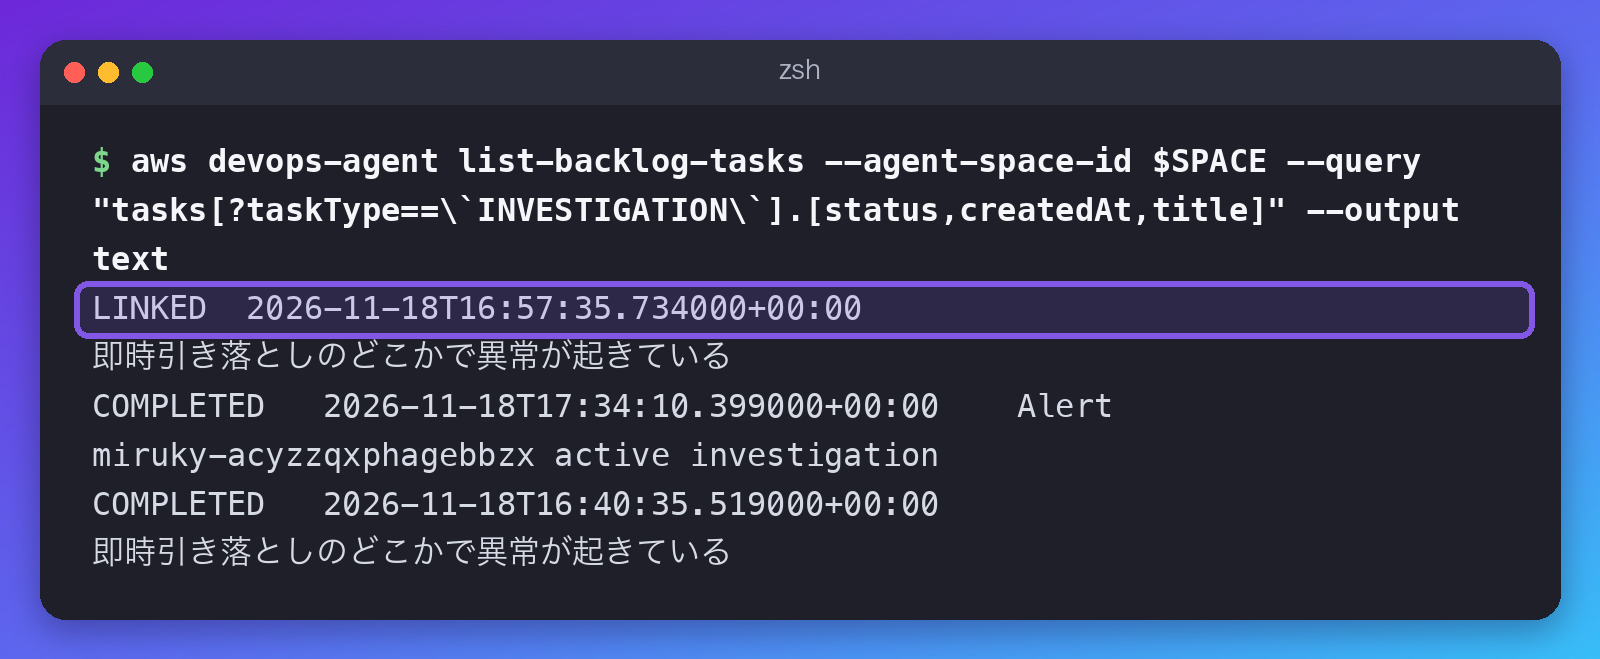 zsh
$ aws devops-agent list-backlog-tasks --agent-space-id $SPACE --query
"tasks[?taskType==\`INVESTIGATION\`].[status,createdAt,title]" --output
text
LINKED  2026-11-18T16:57:35.734000+00:00
即時引き落としのどこかで異常が起きている
COMPLETED   2026-11-18T17:34:10.399000+00:00    Alert
miruky-acyzzqxphagebbzx active investigation
COMPLETED   2026-11-18T16:40:35.519000+00:00
即時引き落としのどこかで異常が起きている